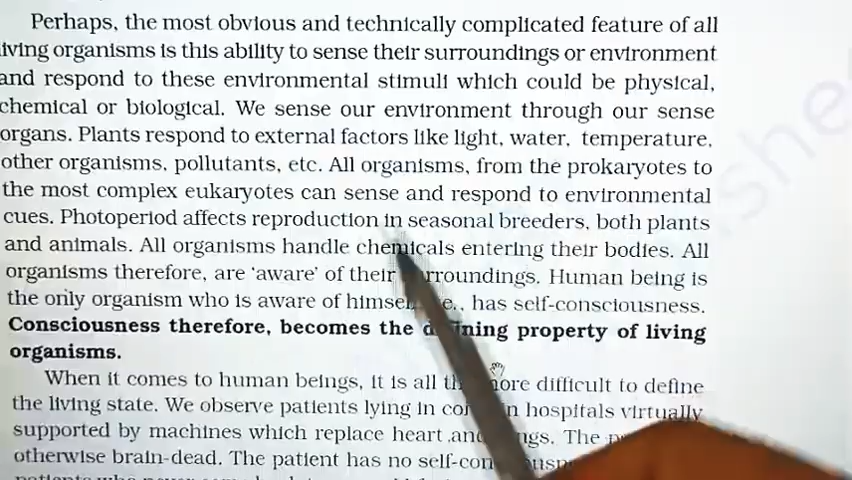 Perhaps, the most obvious and technically complicated feature of all
iving organisms is this ability to sense their surroundings or environment
and respond to these environmental stimuli which could be physical,
chemical or biological. We sense our environment through our sense
organs. Plants respond to external factors like light, water, temperature,
other organisms, pollutants, etc. All organisms, from the prokaryotes to
the most complex eukaryotes can sense and respond to environmental
cues. Photoperiod affects reproduction in seasonal breeders, both plants
and animals. All organisms handle chemicals entering their bodies. All
organisms therefore, are 'aware' of their surroundings. Human being is
the only organism who is aware of himself, has self-consciousness.
Consciousness therefore, becomes the defining property of living
organisms.
When it comes to human beings, it is all the more difficult to define
the living state. We observe patients lying in in hospitals virtually
supported by machines which replace heart and The
otherwise brain-dead. The patient has no